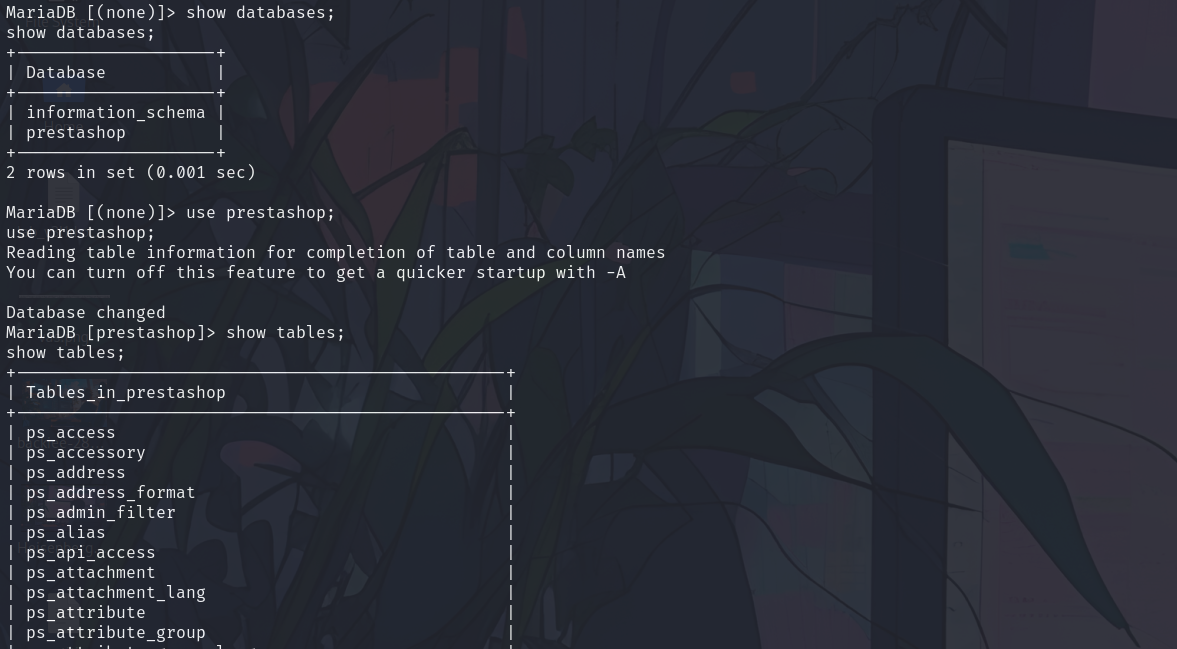 MariaDB [(none)]> show databases;
show databases;
+--------------------+
| Database           |
+--------------------+
| information_schema |
| prestashop         |
+--------------------+
2 rows in set (0.001 sec)
MariaDB [(none)]> use prestashop;
use prestashop;
Reading table information for completion of table and column names
You can turn off this feature to get a quicker startup with -A
Database changed
MariaDB [prestashop]> show tables;
show tables;
+-------------------------------------------------+
| Tables_in_prestashop                            |
+-------------------------------------------------+
| ps_access                                       |
| ps_accessory                                    |
| ps_address                                      |
| ps_address_format                               |
| ps_admin_filter                                 |
| ps_alias                                        |
| ps_api_access                                   |
| ps_attachment                                   |
| ps_attachment_lang                              |
| ps_attribute                                    |
| ps_attribute_group                              |